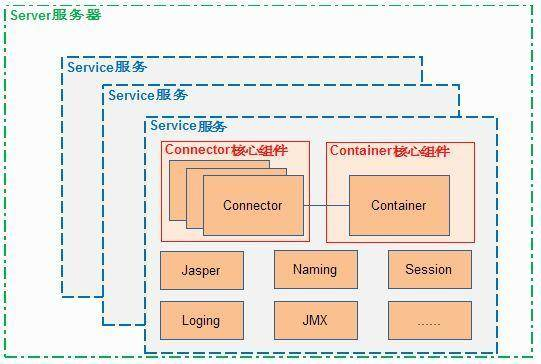 Server服务器
Service服务
Service服务
Service服务
Connector核心组件
Container核心组件
Connector
Container
Jasper
Naming
Session
Loging
JMX
……